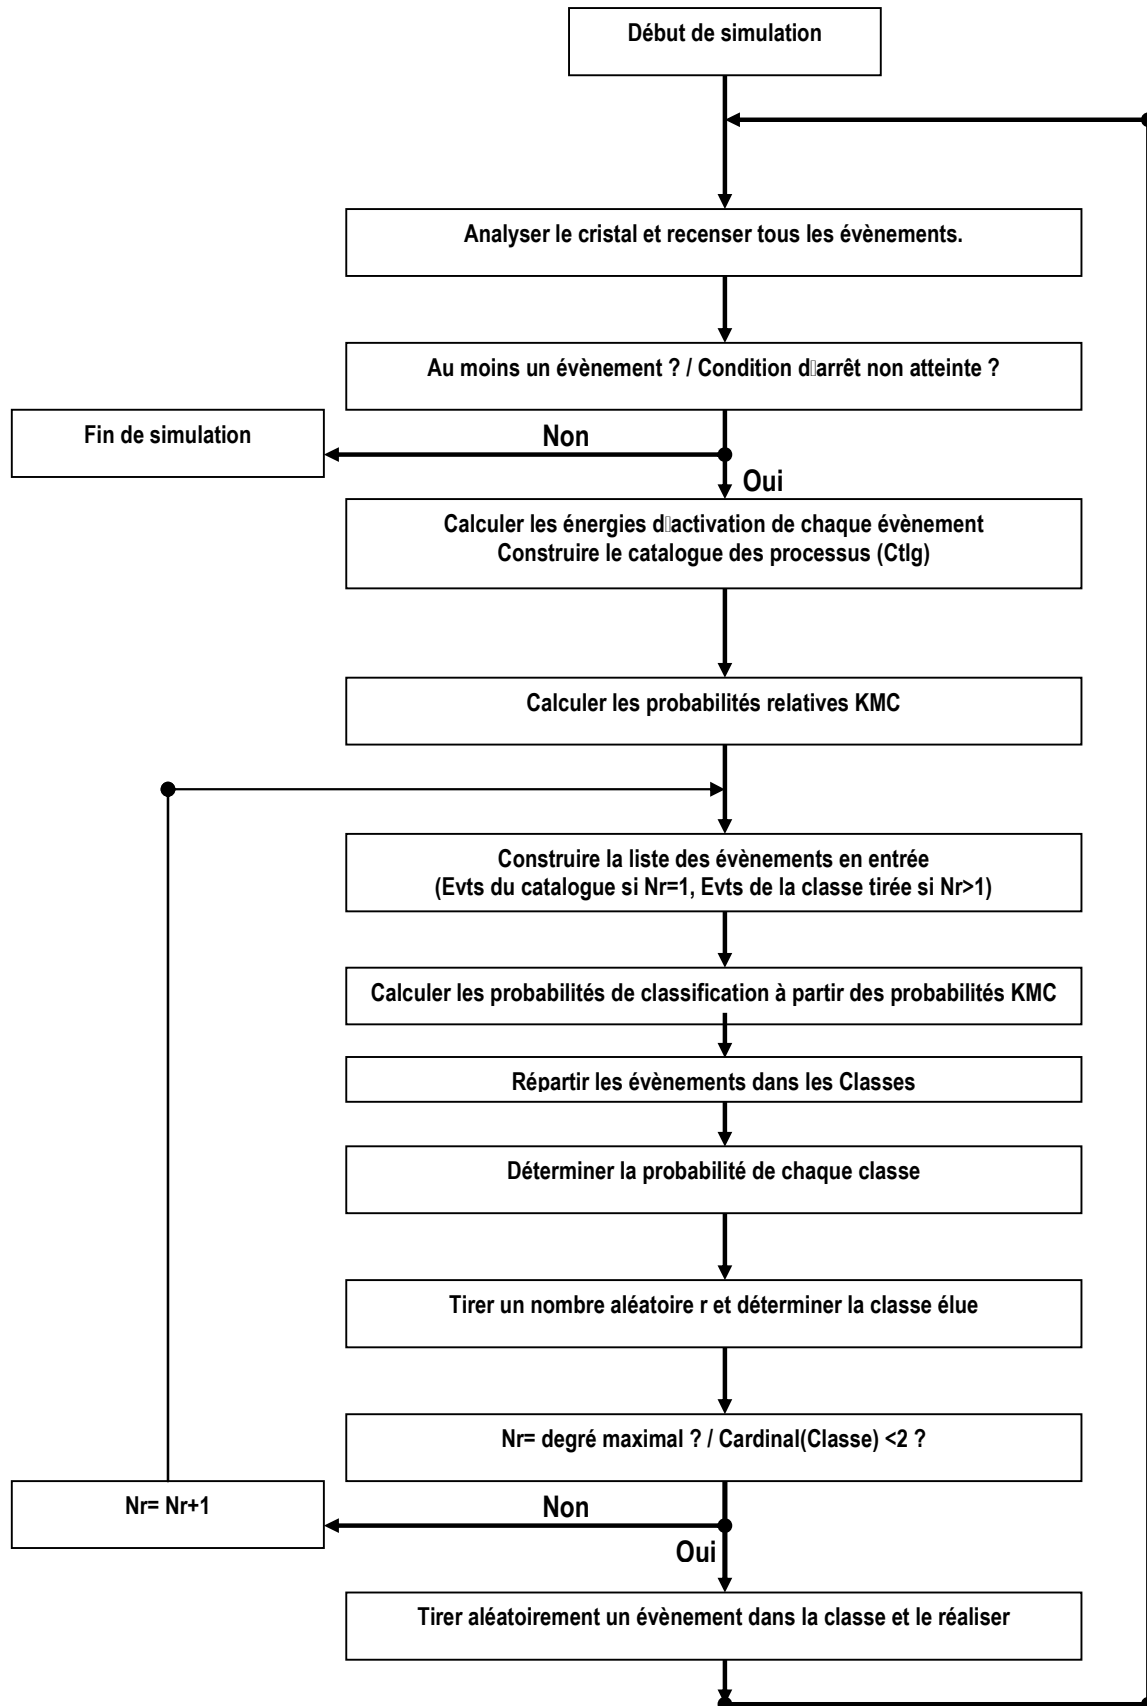 Début de simulation
Analyser le cristal et recenser tous les évènements.
Au moins un évènement ? / Condition d▯arrêt non atteinte ?
Fin de simulation
Non
Oui
Calculer les énergies d▯activation de chaque évènement
Construire le catalogue des processus (Ctlg)
Calculer les probabilités relatives KMC
Construire la liste des évènements en entrée
(Evts du catalogue si Nr=1, Evts de la classe tirée si Nr>1)
Calculer les probabilités de classification à partir des probabilités KMC
Répartir les évènements dans les Classes
Déterminer la probabilité de chaque classe
Tirer un nombre aléatoire r et déterminer la classe élue
Nr= degré maximal ? / Cardinal(Classe) <2 ?
Nr= Nr+1
Non
Oui
Tirer aléatoirement un évènement dans la classe et le réaliser